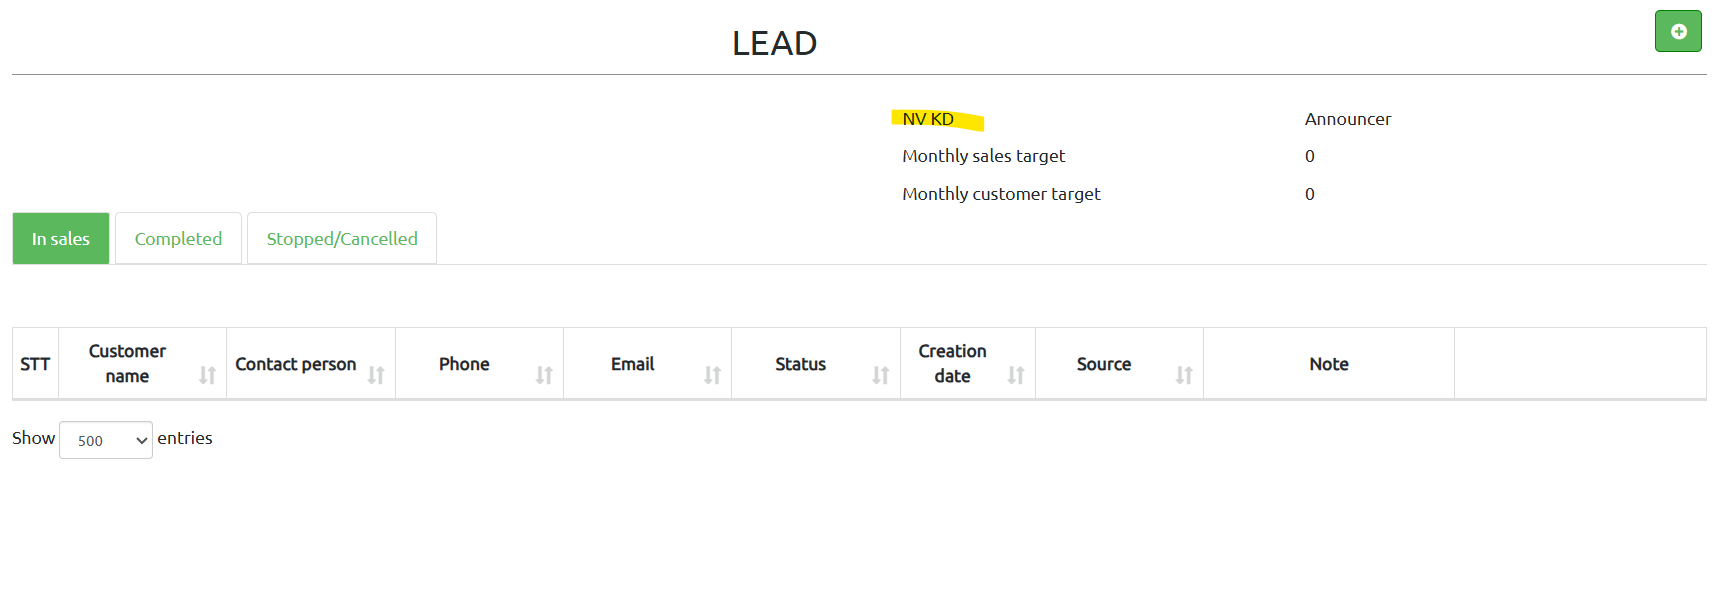 LEAD
NV KD Announcer
Monthly sales target 0
Monthly customer target 0
In sales Completed Stopped/Cancelled
STT Customer name Contact person Phone Email Status Creation date Source Note
Show 500 entries